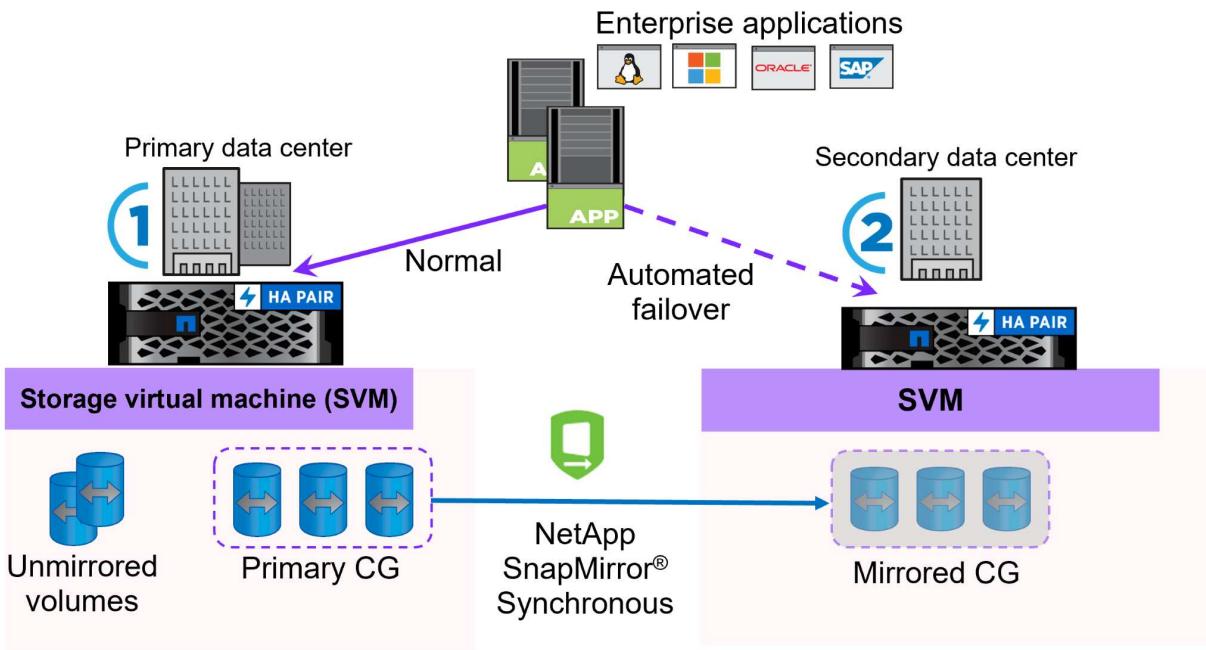 Enterprise applications
ORACLE
SAP
Primary data center
Secondary data center
1
2
A
APP
Normal
Automated
failover
HA PAIR
HA PAIR
Storage virtual machine (SVM)
SVM
Unmirrored
volumes
Primary CG
NetApp
SnapMirror®
Synchronous
Mirrored CG